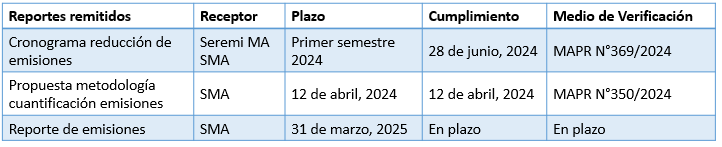 Reportes remitidos Receptor Plazo Cumplimiento Medio de Verificación
Cronograma reducción de emisiones Seremi MA SMA Primer semestre 2024 28 de junio, 2024 MAPR N°369/2024
Propuesta metodología cuantificación emisiones SMA 12 de abril, 2024 12 de abril, 2024 MAPR N°350/2024
Reporte de emisiones SMA 31 de marzo, 2025 En plazo En plazo